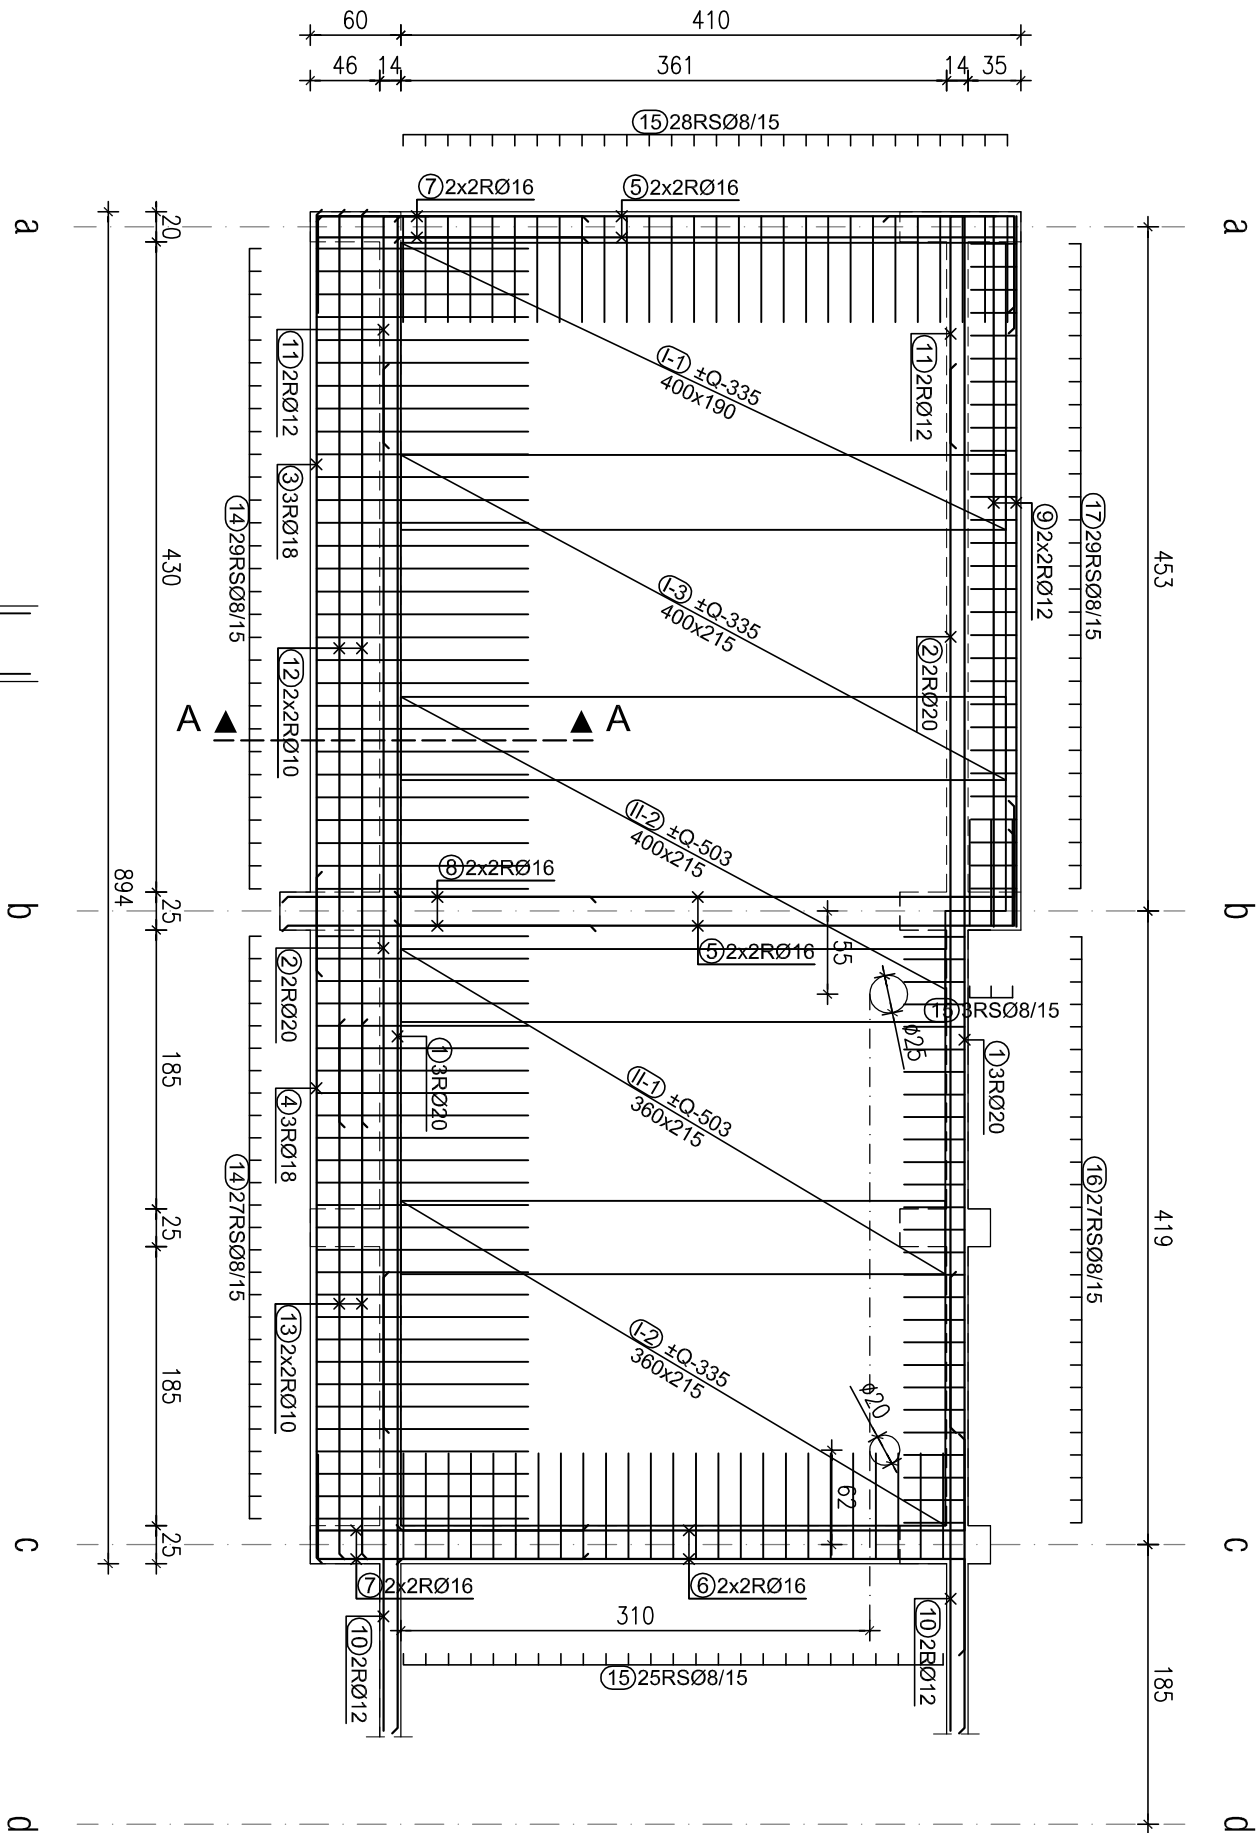 60
410
46
14
361
14
35
15 28RSØ8/15
7 2x2RØ16
5 2x2RØ16
a
20
a
11 2RØ12
11 2RØ12
I-1 ±Q-335
400x190
3 3RØ18
14 29RSØ8/15
9 2x2RØ12
17 29RSØ8/15
430
453
I-3 ±Q-335
400x215
2 2RØ20
12 2x2RØ10
A
A
II-2 ±Q-503
400x215
894
8 2x2RØ16
b
25
b
2 2RØ20
5 2x2RØ16
55
15 3RSØ8/15
ø25
185
1 3RØ20
1 3RØ20
4 3RØ18
II-1 ±Q-503
360x215
14 27RSØ8/15
16 27RSØ8/15
25
419
13 2x2RØ10
I-2 ±Q-335
360x215
185
ø20
62
c
25
c
7 2x2RØ16
6 2x2RØ16
10 2RØ12
310
10 2RØ12
15 25RSØ8/15
185
d
d